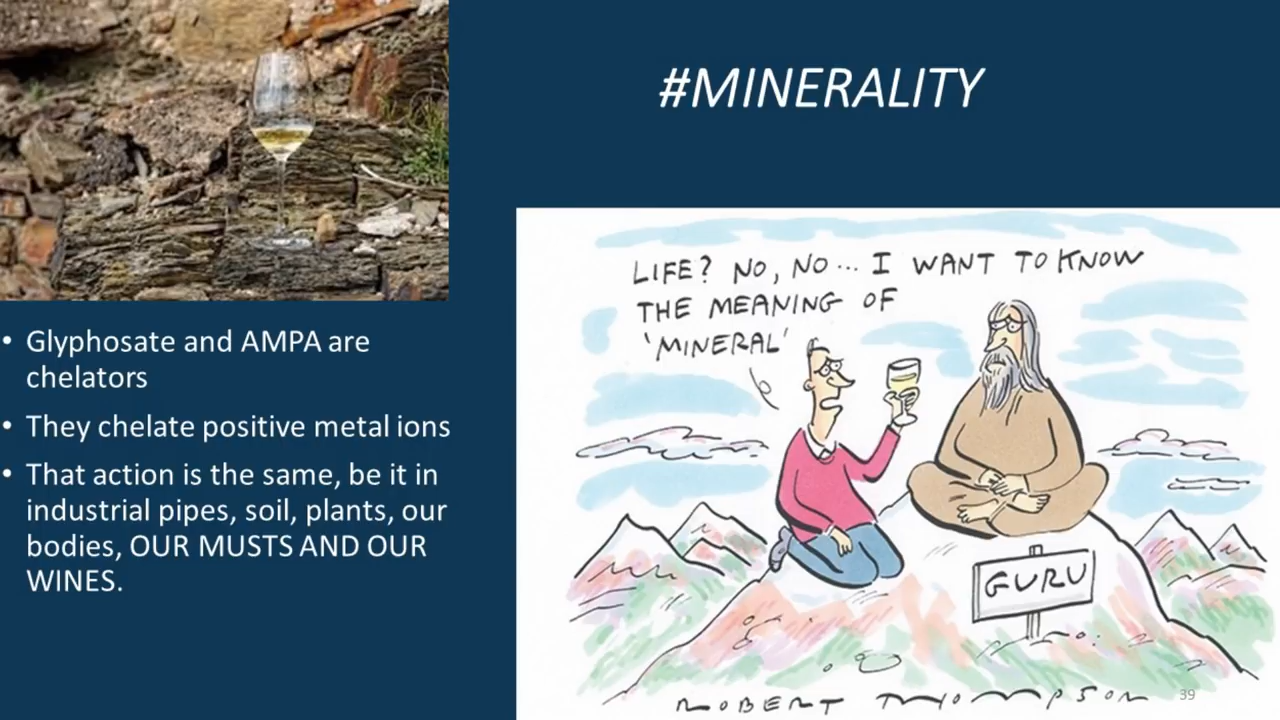 #MINERALITY
• Glyphosate and AMPA are
chelators
• They chelate positive metal ions
• That action is the same, be it in
industrial pipes, soil, plants, our
bodies, OUR MUSTS AND OUR
WINES.
LIFE? NO, NO... I WANT TO KNOW
THE MEANING OF
'MINERAL'
GURU
ROBERT THOMPSON
39